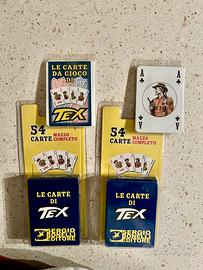 LE CARTE
DA GIOCO
DI
TEX
A
A
A
A
54
CARTE
MAZZO
COMPLETO
LE CARTE
DI
TEX
SERGIO
BONELLI
EDITORE
54
CARTE
MAZZO
COMPLETO
LE CARTE
DI
TEX
SERGIO
BONELLI
EDITORE